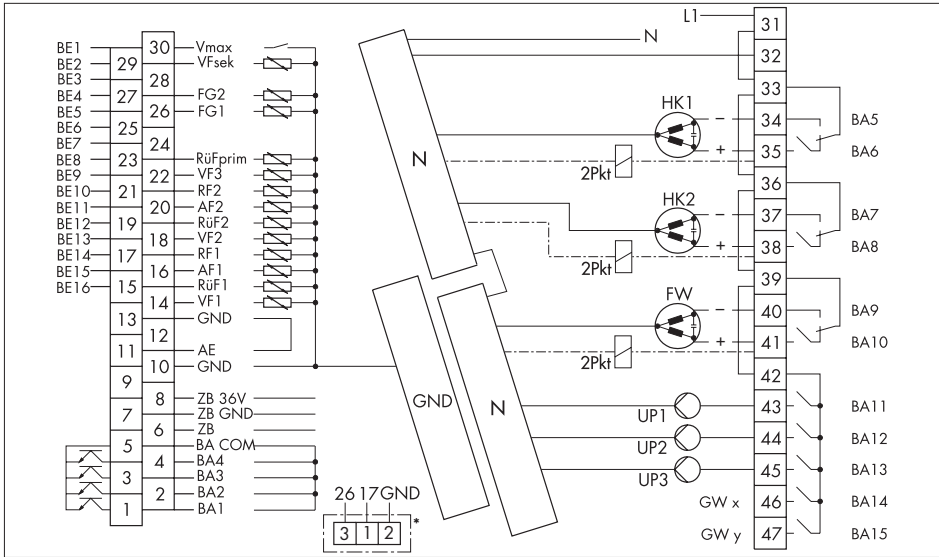 BE1 30 Vmax
BE2 29 VFsek
BE3 28
BE4 27 FG2
BE5 26 FG1
BE6 25
BE7 24
BE8 23 RüFprim
BE9 22 VF3
BE10 21 RF2
BE11 20 AF2
BE12 19 RüF2
BE13 18 VF2
BE14 17 RF1
BE15 16 AF1
BE16 15 RüF1
14 VF1
13 GND
12
11 AE
10 GND
9
8 ZB 36V
7 ZB GND
6 ZB
5 BA COM
4 BA4
3 BA3
2 BA2
1 BA1
26 17 GND
3 1 2 *
N
GND
N
L1 31
N
32
33
HK1 − 34 BA5
+ 35 BA6
2Pkt
36
HK2 − 37 BA7
+ 38 BA8
2Pkt
39
FW − 40 BA9
+ 41 BA10
2Pkt
42
UP1 43 BA11
UP2 44 BA12
UP3 45 BA13
GW x 46 BA14
GW y 47 BA15